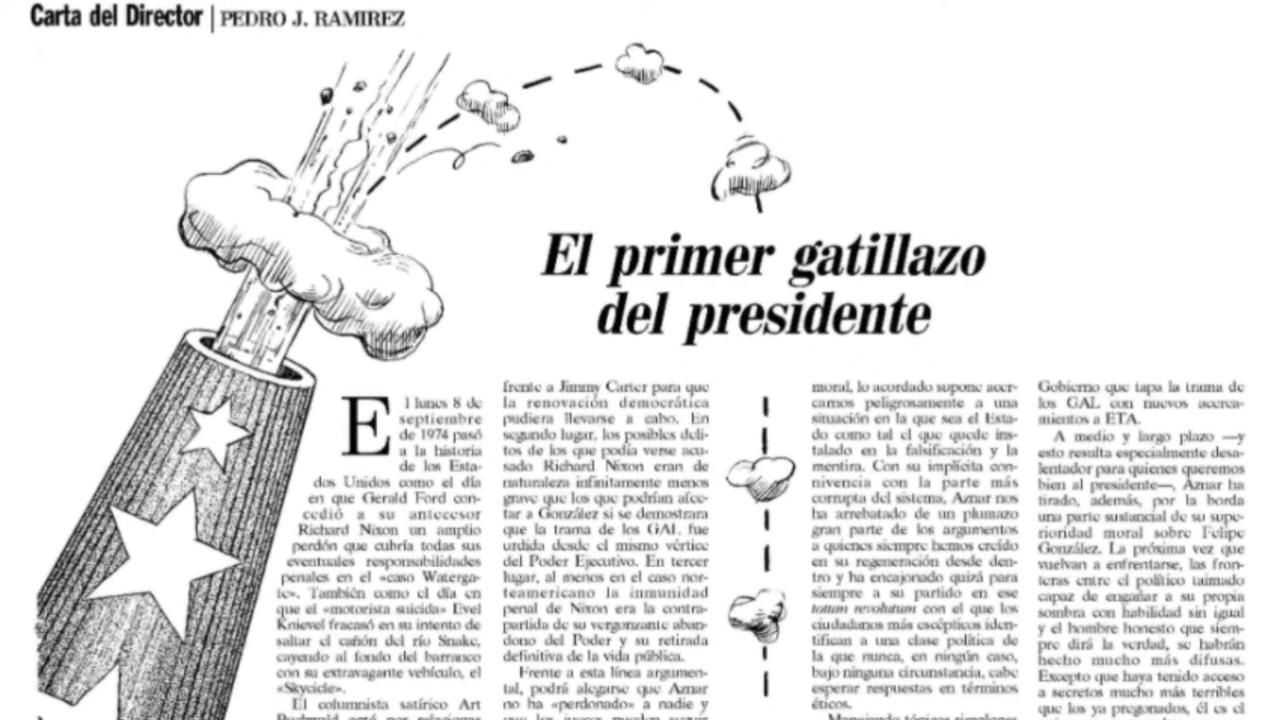 Carta del Director | PEDRO J. RAMIREZ
El primer gatillazo
del presidente
El lunes 8 de
septiembre
de 1974 pasó
a la historia
de los Esta-
dos Unidos como el día
en que Gerald Ford con-
cedió a su antecesor
Richard Nixon un amplio
perdón que cubría todas sus
eventuales responsabilidades
penales en el «caso Waterga-
te». También como el día en
que el «motorista suicida» Evel
Knievel fracasó en su intento de
saltar el cañón del río Snake,
cayendo al fondo del barranco
con su extravagante vehículo, el
«Skycicle».
El columnista satírico Art
frente a Jimmy Carter para que
la renovación democrática
pudiera llevarse a cabo. En
segundo lugar, los posibles deli-
tos de los que podía verse acu-
sado Richard Nixon eran de
naturaleza infinitamente menos
grave que los que podrían afec-
tar a González si se demostrara
que la trama de los GAL fue
urdida desde el mismo vértice
del Poder Ejecutivo. En tercer
lugar, al menos en el caso nor-
teamericano la inmunidad
penal de Nixon era la contra-
partida de su vergonzante aban-
dono del Poder y su retirada
definitiva de la vida pública.
Frente a esta línea argumen-
tal, podrá alegarse que Aznar
no ha «perdonado» a nadie y
moral, lo acordado supone acer-
carnos peligrosamente a una
situación en la que sea el Esta-
do como tal el que quede ins-
talado en la falsificación y la
mentira. Con su implícita con-
nivencia con la parte más
corrupta del sistema, Aznar nos
ha arrebatado de un plumazo
gran parte de los argumentos
a quienes siempre hemos creído
en su regeneración desde den-
tro y ha encajonado quizá para
siempre a su partido en ese
totum revolutum con el que los
ciudadanos más escépticos iden-
tifican a una clase política de
la que nunca, en ningún caso,
bajo ninguna circunstancia, cabe
esperar respuestas en términos
éticos.
Gobierno que tapa la trama de
los GAL con nuevos acerca-
mientos a ETA.
A medio y largo plazo —y
esto resulta especialmente desa-
lentador para quienes queremos
bien al presidente—, Aznar ha
tirado, además, por la borda
una parte sustancial de su supe-
rioridad moral sobre Felipe
González. La próxima vez que
vuelvan a enfrentarse, las fron-
teras entre el político taimado
capaz de engañar a su propia
sombra con habilidad sin igual
y el hombre honesto que siem-
pre dirá la verdad, se habrán
hecho mucho más difusas.
Excepto que haya tenido acceso
a secretos mucho más terribles
que los ya pregonados, él es el